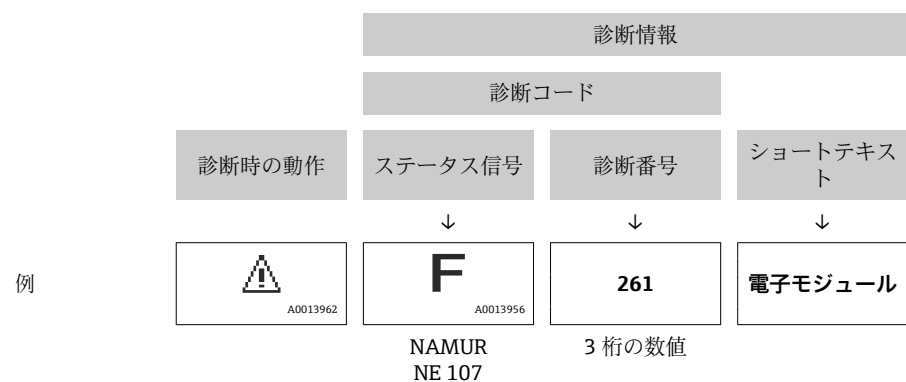 診断情報
診断コード
診断時の動作
ステータス信号
診断番号
ショートテキス
ト
↓ ↓ ↓
例
A0013962
F
A0013956
261
電子モジュール
NAMUR
NE 107
3 桁の数値